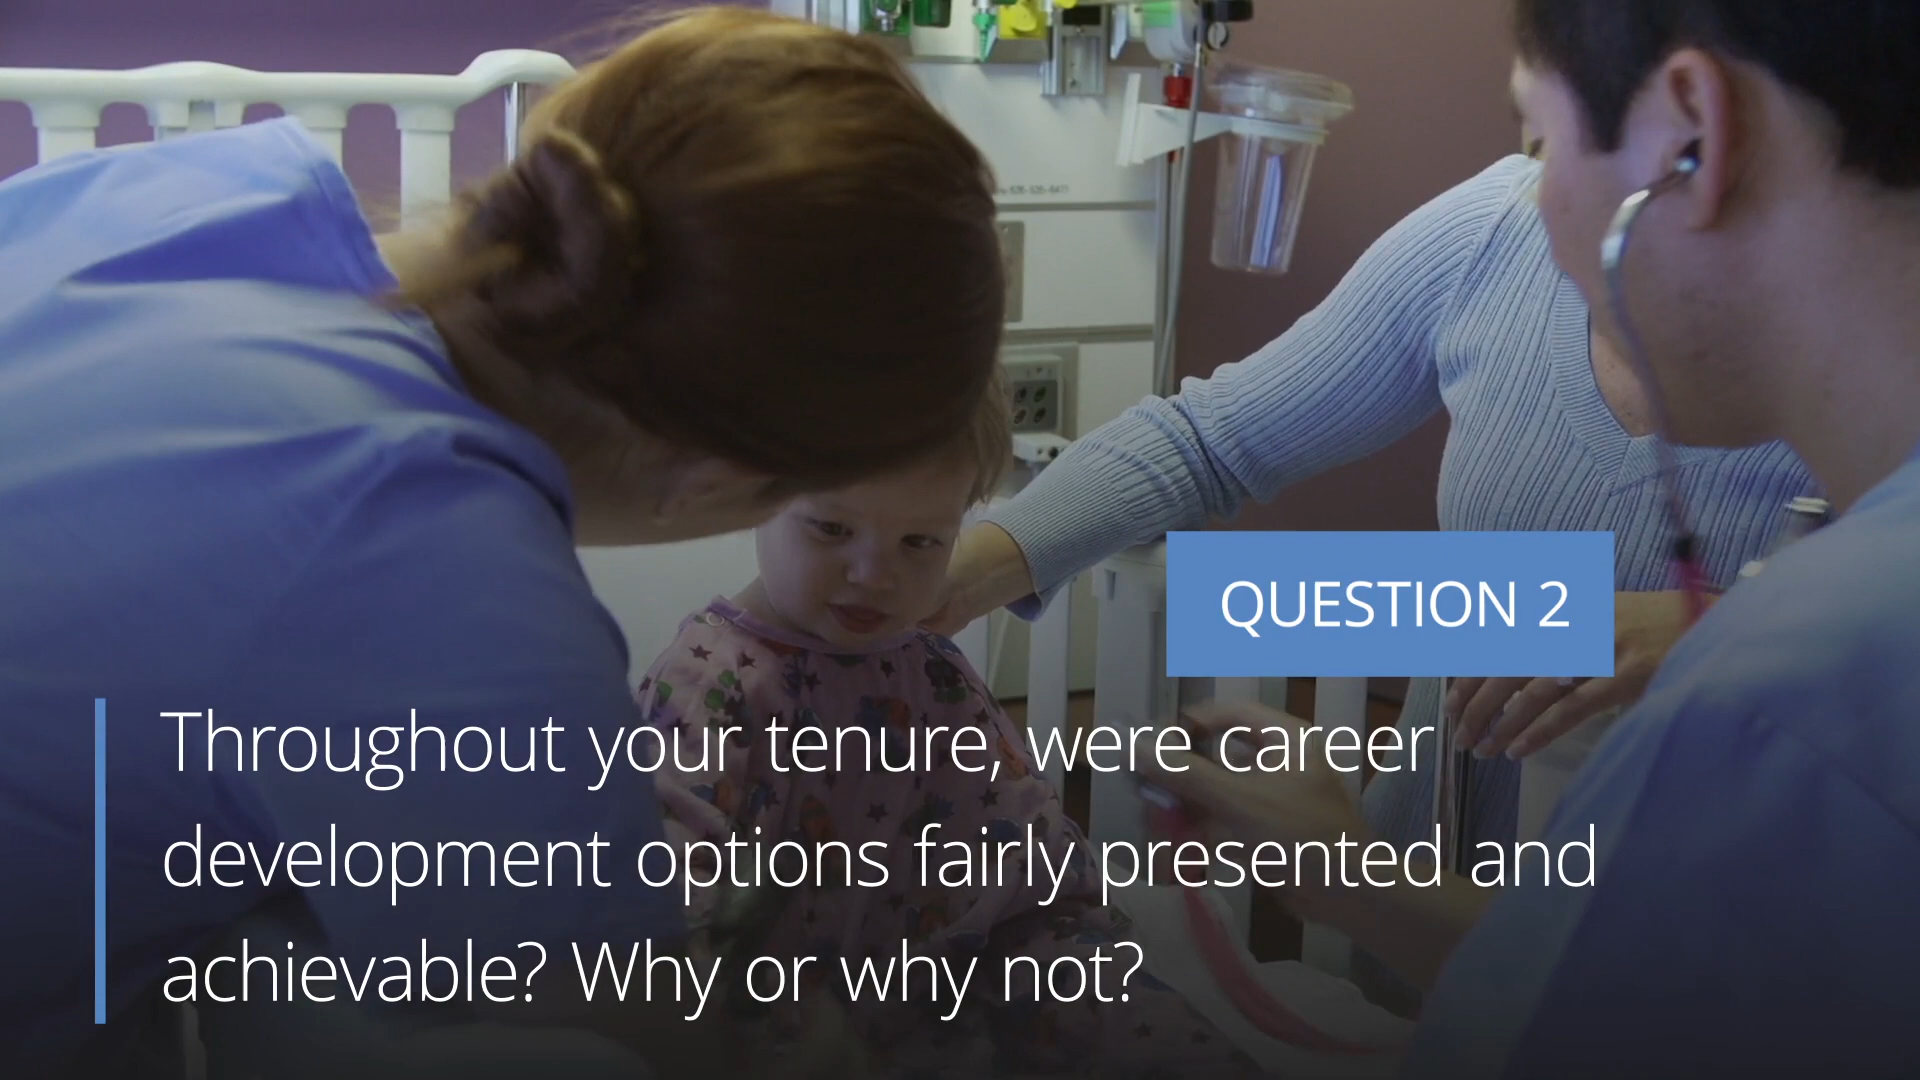 QUESTION 2
Throughout your tenure, were career
development options fairly presented and
achievable? Why or why not?